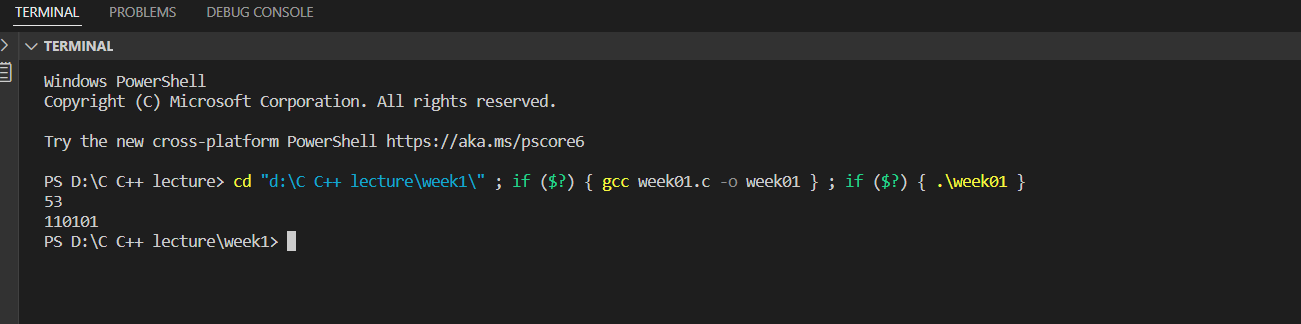 TERMINAL PROBLEMS DEBUG CONSOLE
TERMINAL
Windows PowerShell
Copyright (C) Microsoft Corporation. All rights reserved.
Try the new cross-platform PowerShell https://aka.ms/pscore6
PS D:\C C++ lecture> cd "d:\C C++ lecture\week1\" ; if ($?) { gcc week01.c -o week01 } ; if ($?) { .\week01 }
53
110101
PS D:\C C++ lecture\week1>